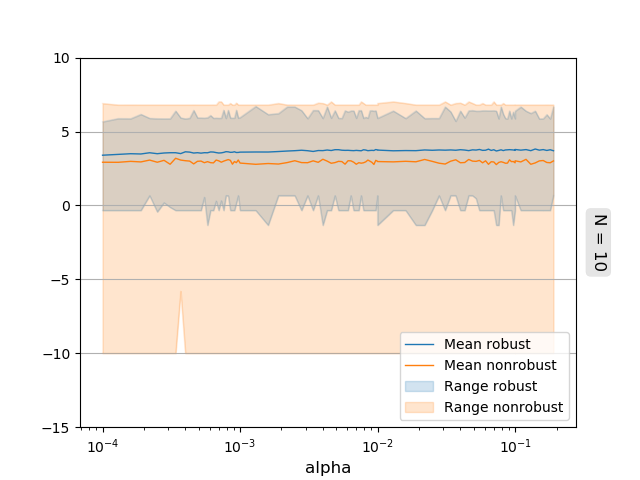 10
5
0
−5
−10
−15
10⁻⁴
10⁻³
10⁻²
10⁻¹
alpha
N = 10
Mean robust
Mean nonrobust
Range robust
Range nonrobust